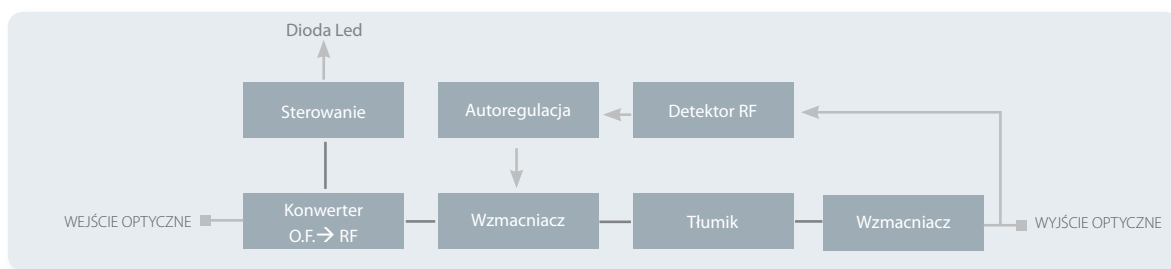 Dioda Led
Sterowanie
Autoregulacja
Detektor RF
WEJŚCIE OPTYCZNE
Konwerter
O.F.→ RF
Wzmacniacz
Tłumik
Wzmacniacz
WYJŚCIE OPTYCZNE